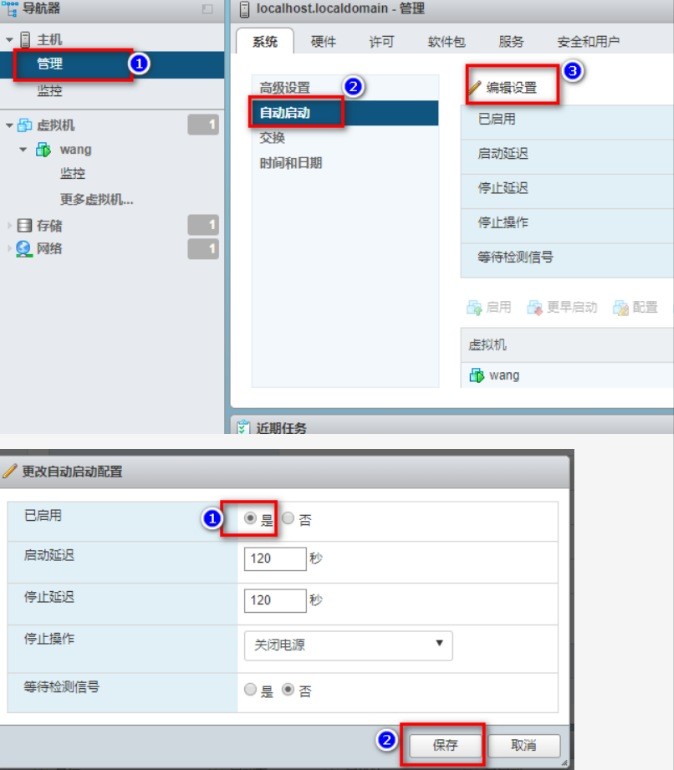 导航器
主机
管理 1
监控
虚拟机 1
wang
监控
更多虚拟机...
存储 1
网络 1
localhost.localdomain - 管理
系统 硬件 许可 软件包 服务 安全和用户
高级设置 2
自动启动
交换
时间和日期
编辑设置 3
已启用
启动延迟
停止延迟
停止操作
等待检测信号
启用 更早启动 配置
虚拟机
wang
近期任务
更改自动启动配置
已启用 1 是 否
启动延迟 120 秒
停止延迟 120 秒
停止操作 关闭电源
等待检测信号 是 否
2 保存 取消